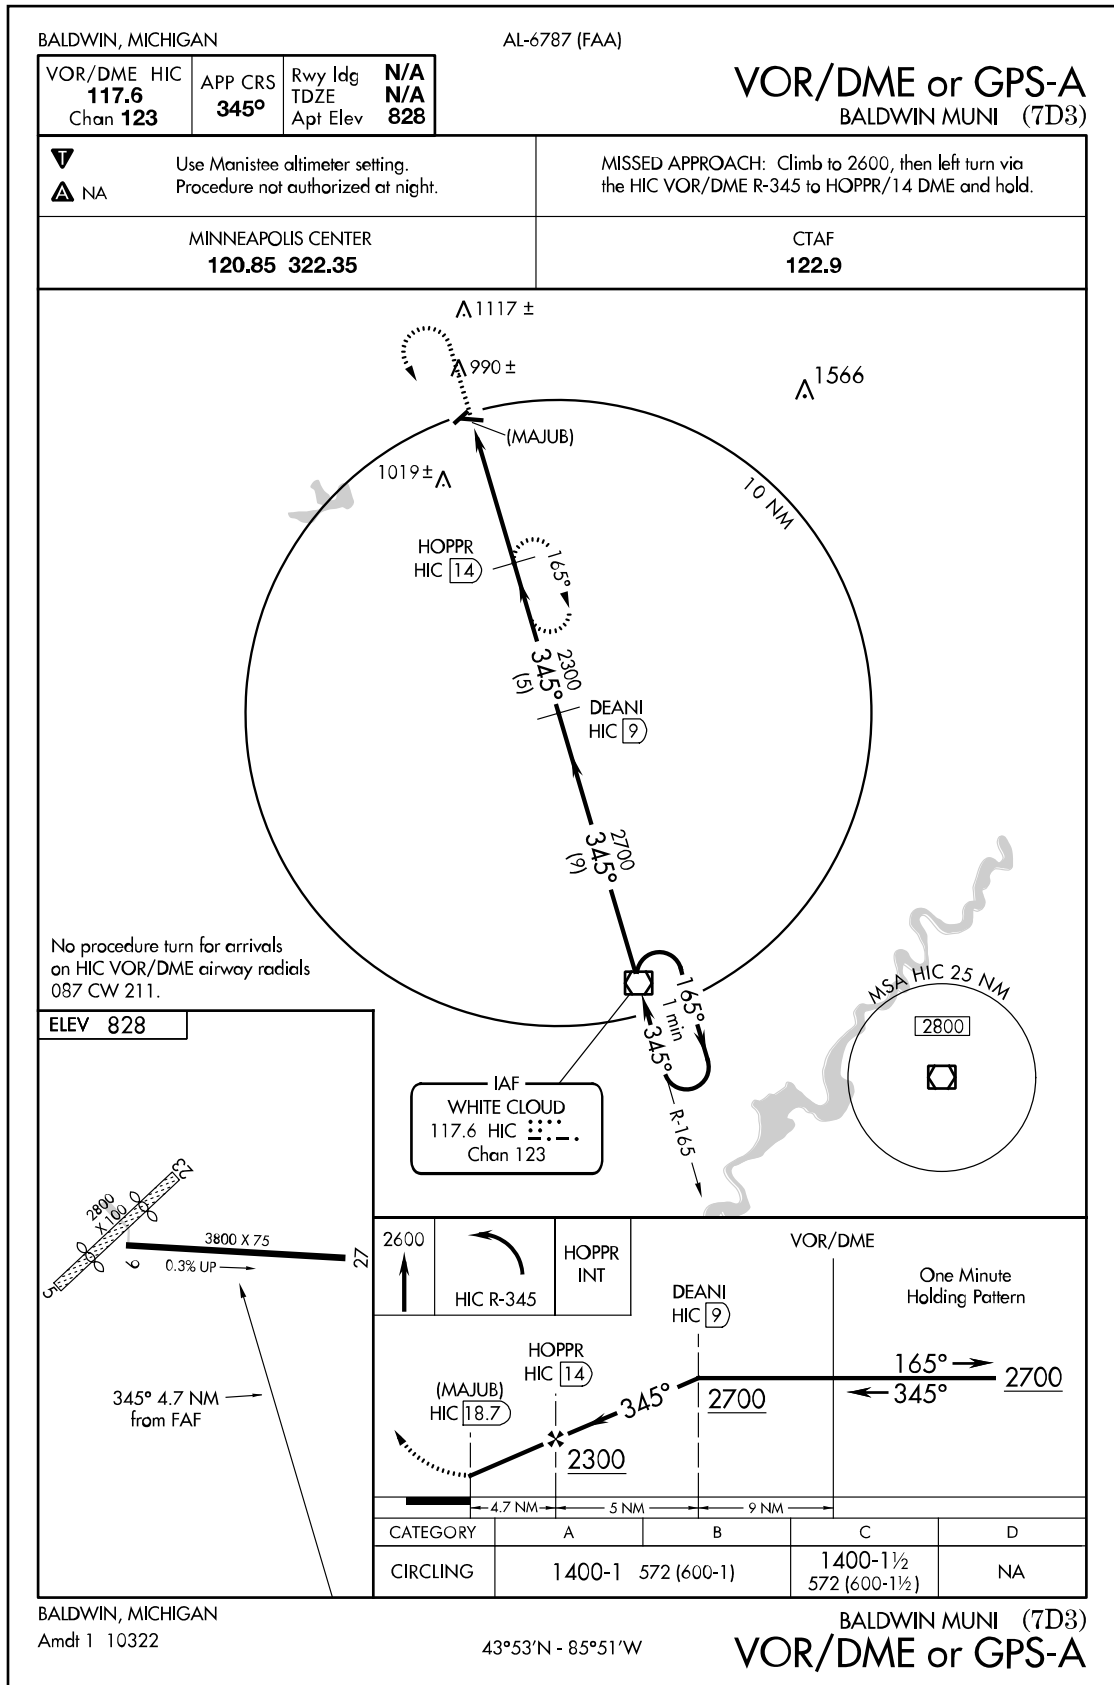 BALDWIN, MICHIGAN
AL-6787 (FAA)
VOR/DME HIC
117.6
Chan 123
APP CRS
345°
Rwy ldg N/A
TDZE N/A
Apt Elev 828
VOR/DME or GPS-A
BALDWIN MUNI (7D3)
T
A NA
Use Manistee altimeter setting.
Procedure not authorized at night.
MISSED APPROACH: Climb to 2600, then left turn via
the HIC VOR/DME R-345 to HOPPR/14 DME and hold.
MINNEAPOLIS CENTER
120.85 322.35
CTAF
122.9
1117 ±
990 ±
1566
(MAJUB)
1019 ±
10 NM
HOPPR
HIC 14
165°
2300
345°
(5)
DEANI
HIC 9
2700
345°
(9)
No procedure turn for arrivals
on HIC VOR/DME airway radials
087 CW 211.
165°
1 min
345°
R-165
MSA HIC 25 NM
2800
IAF
WHITE CLOUD
117.6 HIC
Chan 123
ELEV 828
23
2800
X 100
5
9
3800 X 75
0.3% UP
27
345° 4.7 NM
from FAF
2600
HIC R-345
HOPPR
INT
VOR/DME
One Minute
Holding Pattern
DEANI
HIC 9
HOPPR
HIC 14
(MAJUB)
HIC 18.7
345°
165°
345°
2700
2700
2300
4.7 NM
5 NM
9 NM
CATEGORY A B C D
CIRCLING 1400-1 572 (600-1) 1400-1½ NA
572 (600-1½)
BALDWIN, MICHIGAN
Amdt 1 10322
43°53'N - 85°51'W
BALDWIN MUNI (7D3)
VOR/DME or GPS-A